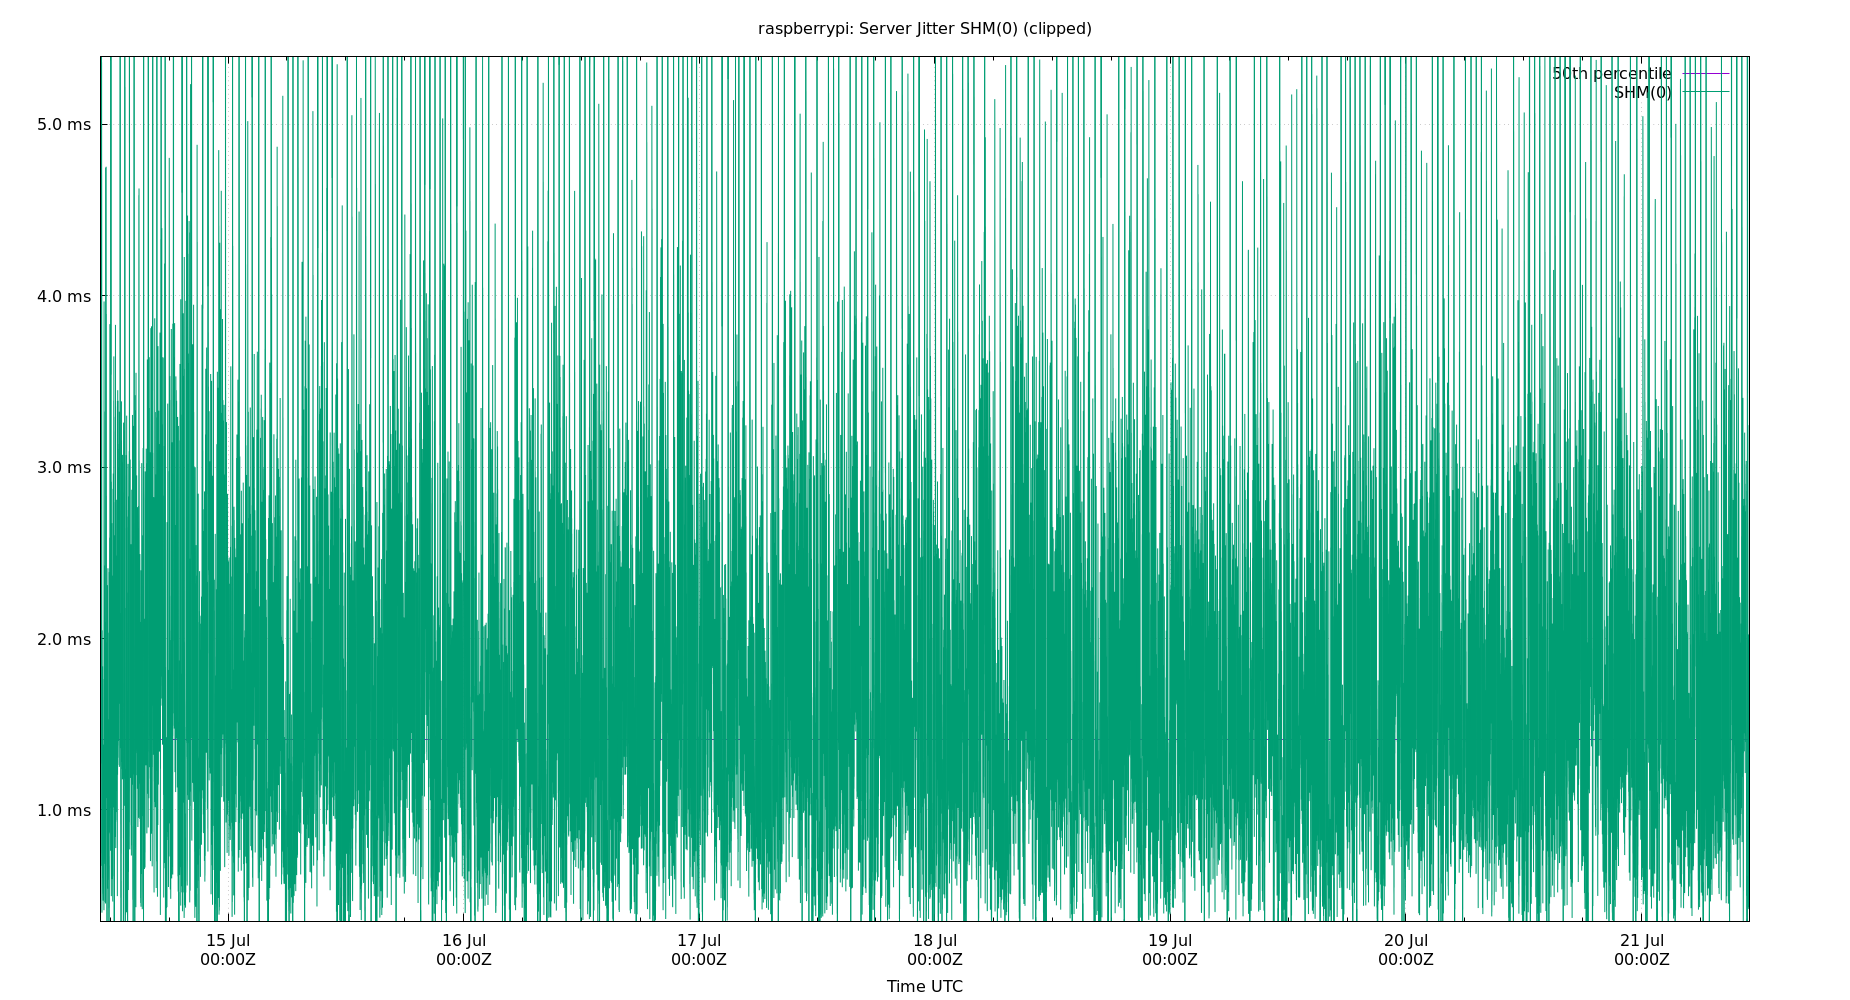 raspberrypi: Server Jitter SHM(0) (clipped)
50th percentile
SHM(0)
5.0 ms
4.0 ms
3.0 ms
2.0 ms
1.0 ms
15 Jul 16 Jul 17 Jul 18 Jul 19 Jul 20 Jul 21 Jul
00:00Z 00:00Z 00:00Z 00:00Z 00:00Z 00:00Z 00:00Z
Time UTC